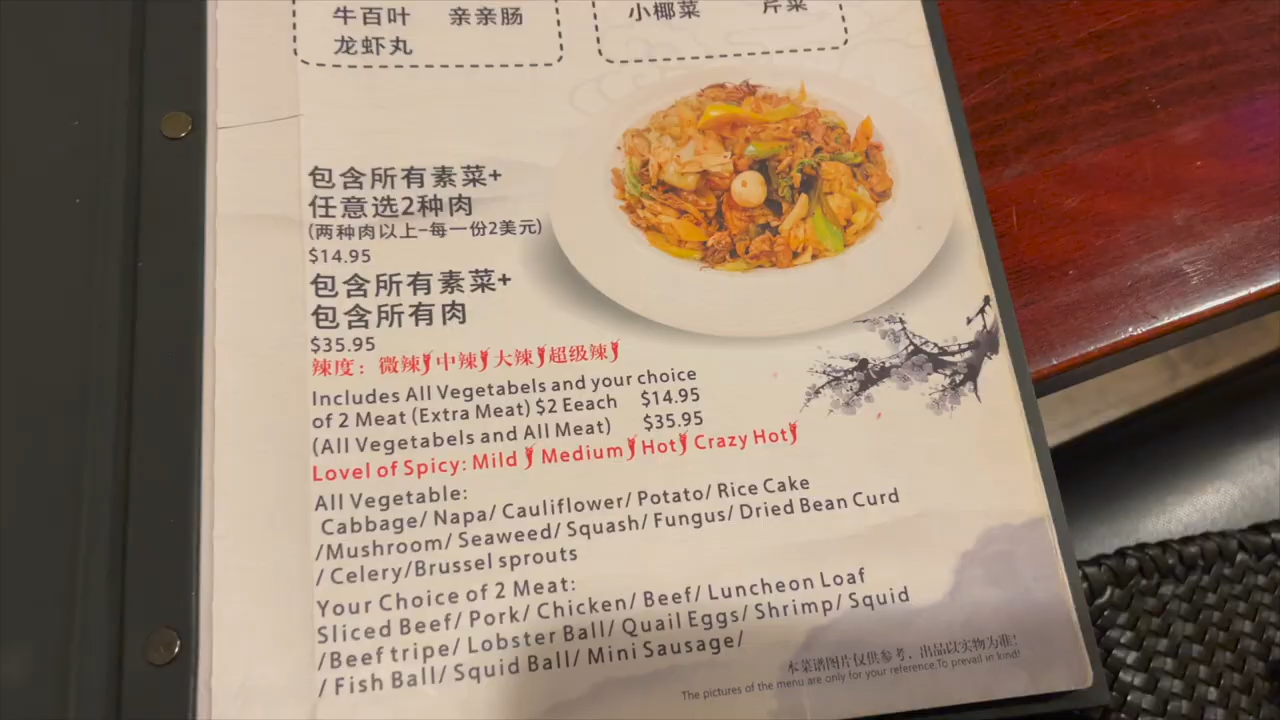 牛百叶 亲亲肠
龙虾丸
小椰菜 芹菜
包含所有素菜+
任意选2种肉
(两种肉以上-每一份2美元)
$14.95
包含所有素菜+
包含所有肉
$35.95
辣度：微辣 中辣 大辣 超级辣
Includes All Vegetabels and your choice
of 2 Meat (Extra Meat) $2 Eeach $14.95
(All Vegetabels and All Meat) $35.95
Lovel of Spicy: Mild Medium Hot Crazy Hot
All Vegetable:
Cabbage/ Napa/ Cauliflower/ Potato/ Rice Cake
/Mushroom/ Seaweed/ Squash/ Fungus/ Dried Bean Curd
/ Celery/Brussel sprouts
Your Choice of 2 Meat:
Sliced Beef/ Pork/ Chicken/ Beef/ Luncheon Loaf
/Beef tripe/ Lobster Ball/ Quail Eggs/ Shrimp/ Squid
/ Fish Ball/ Squid Ball/ Mini Sausage/
本菜谱图片仅供参考，出品以实物为准!
The pictures of the menu are only for your reference,To prevail in kind!